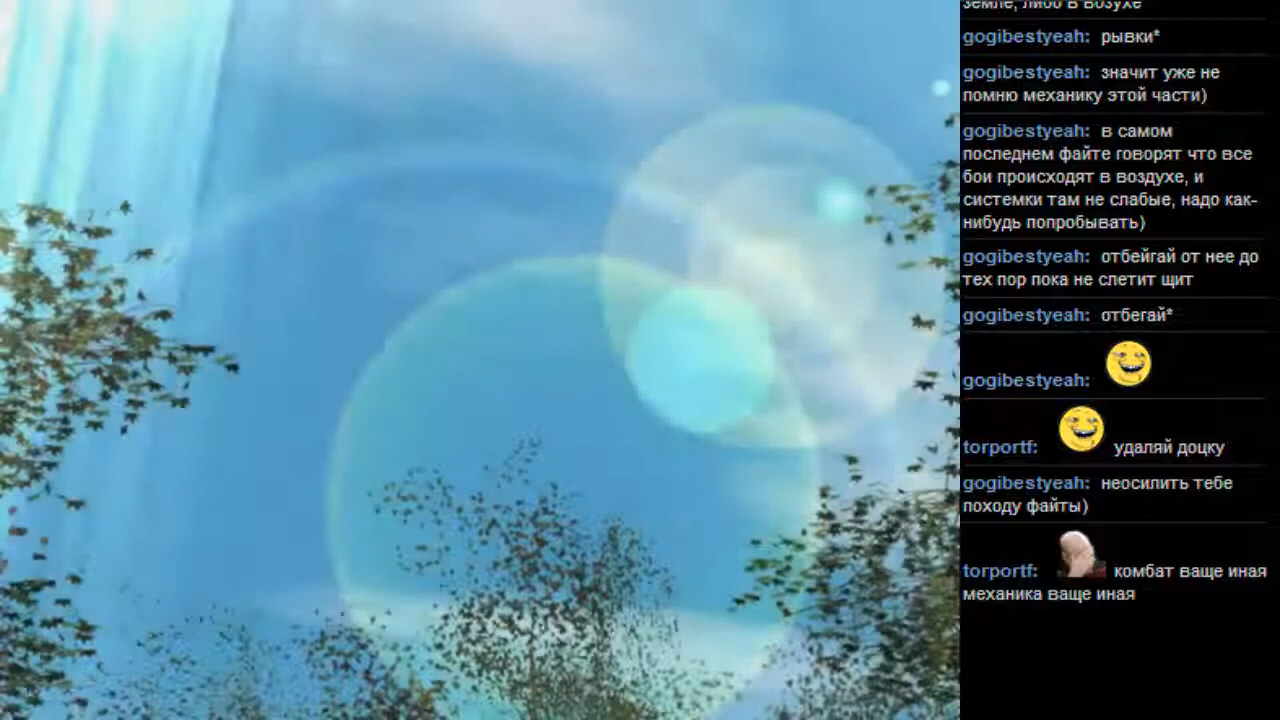 земле, либо в возухе
gogibestyeah: рывки*
gogibestyeah: значит уже не
помню механику этой части)
gogibestyeah: в самом
последнем файте говорят что все
бои происходят в воздухе, и
системки там не слабые, надо как-
нибудь попробывать)
gogibestyeah: отбейгай от нее до
тех пор пока не слетит щит
gogibestyeah: отбегай*
gogibestyeah:
torportf: удаляй доцку
gogibestyeah: неосилить тебе
походу файты)
torportf: комбат ваще иная
механика ваще иная